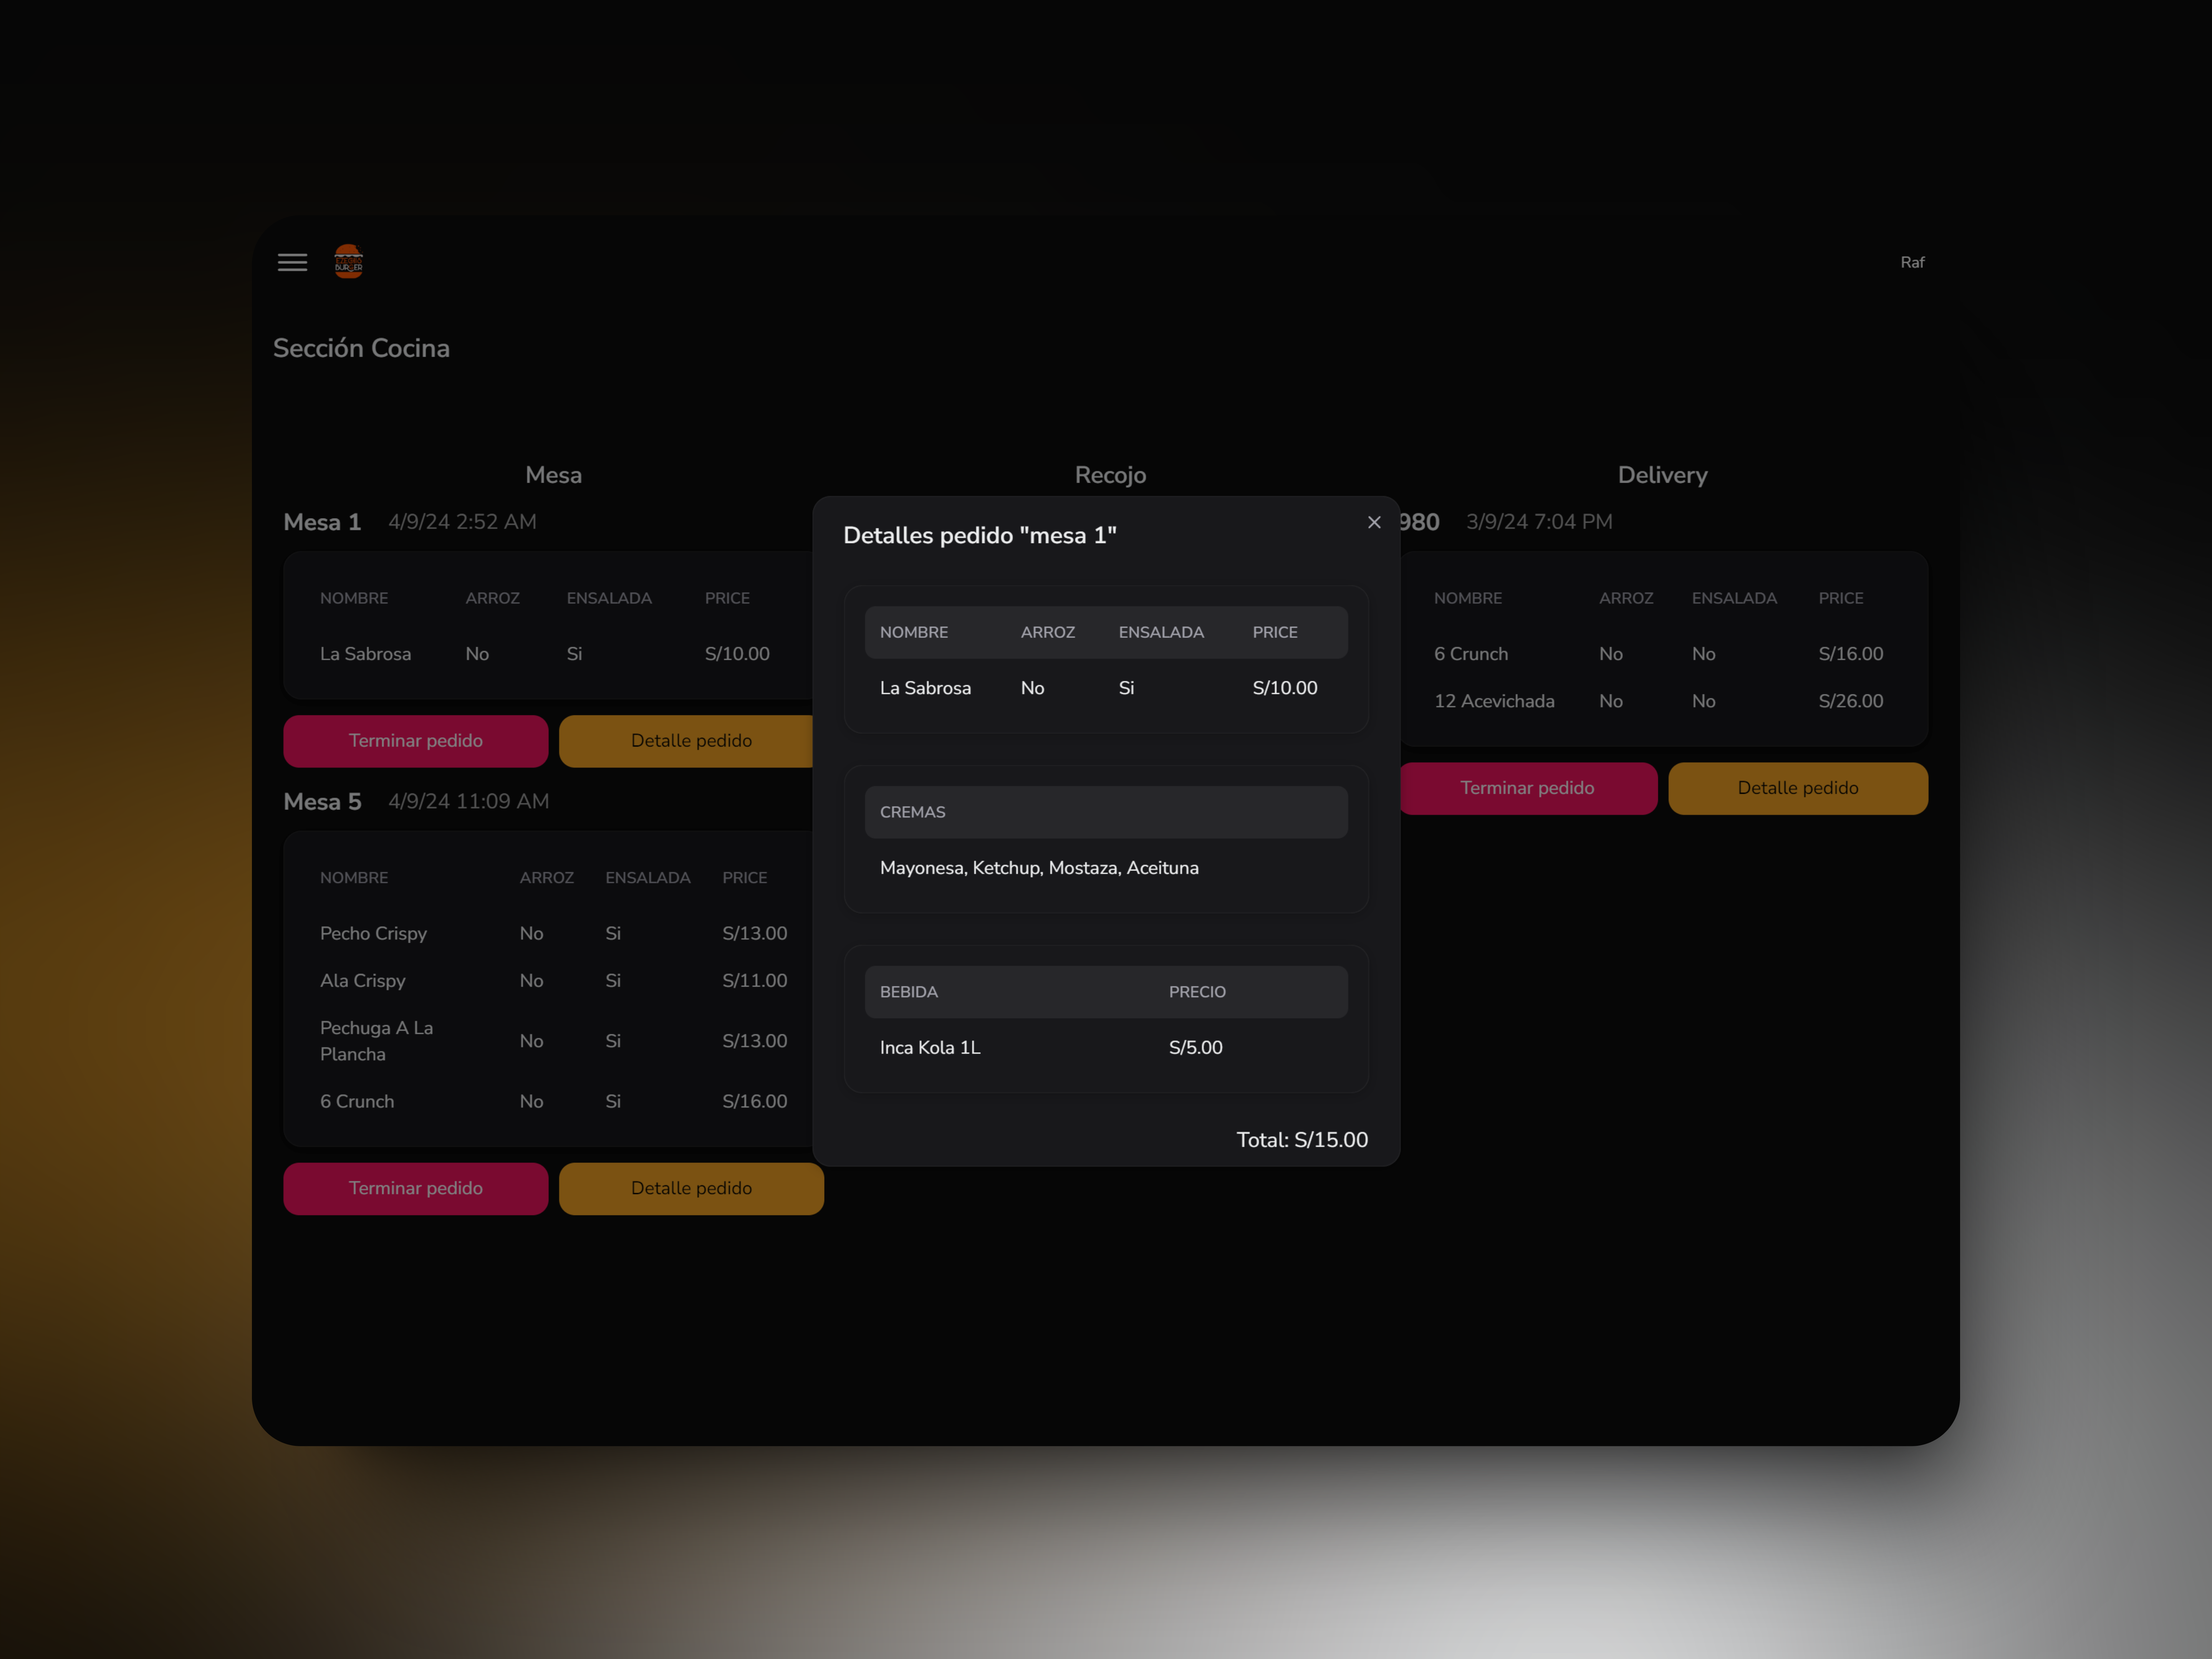 BURGER
Raf
Sección Cocina
Mesa
Recojo
Delivery
Mesa 1 4/9/24 2:52 AM
NOMBRE ARROZ ENSALADA PRICE
La Sabrosa No Si S/10.00
Terminar pedido Detalle pedido
Mesa 5 4/9/24 11:09 AM
NOMBRE ARROZ ENSALADA PRICE
Pecho Crispy No Si S/13.00
Ala Crispy No Si S/11.00
Pechuga A La
Plancha No Si S/13.00
6 Crunch No Si S/16.00
Terminar pedido Detalle pedido
Detalles pedido "mesa 1"
NOMBRE ARROZ ENSALADA PRICE
La Sabrosa No Si S/10.00
CREMAS
Mayonesa, Ketchup, Mostaza, Aceituna
BEBIDA PRECIO
Inca Kola 1L S/5.00
Total: S/15.00
980 3/9/24 7:04 PM
NOMBRE ARROZ ENSALADA PRICE
6 Crunch No No S/16.00
12 Acevichada No No S/26.00
Terminar pedido Detalle pedido